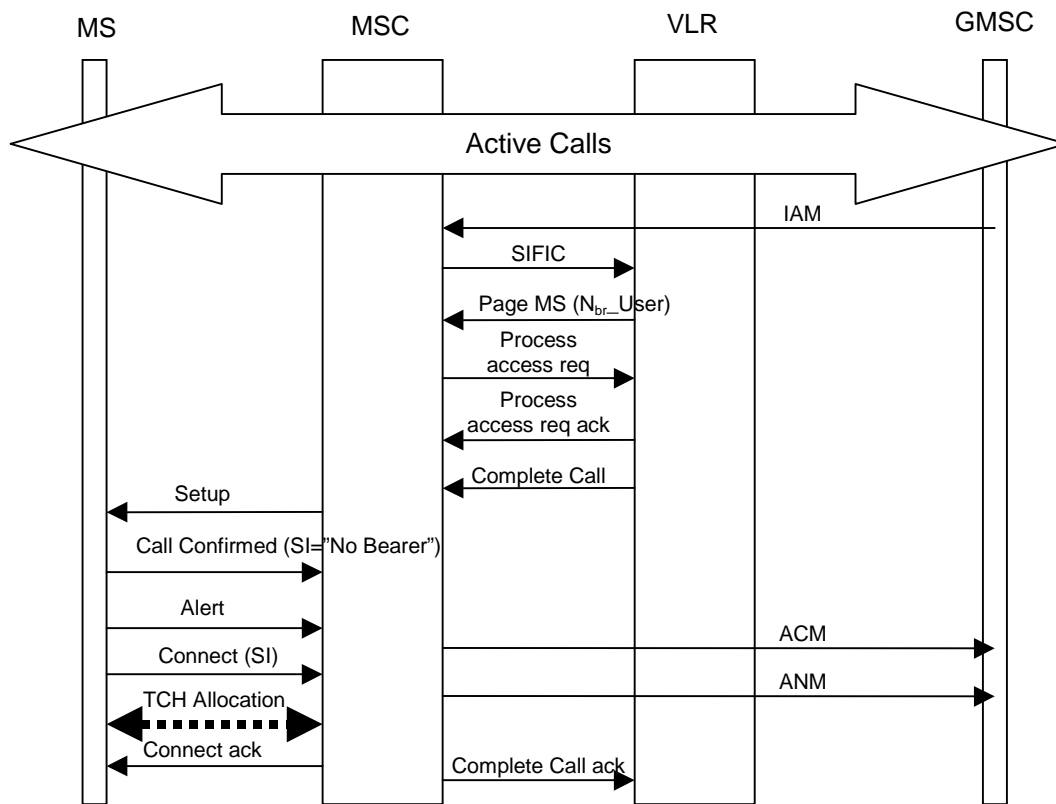 MS
MSC
VLR
GMSC
Active Calls
IAM
SIFIC
Page MS (Nbr_User)
Process
access req
Process
access req ack
Complete Call
Setup
Call Confirmed (SI=”No Bearer”)
Alert
ACM
Connect (SI)
ANM
TCH Allocation
Connect ack
Complete Call ack